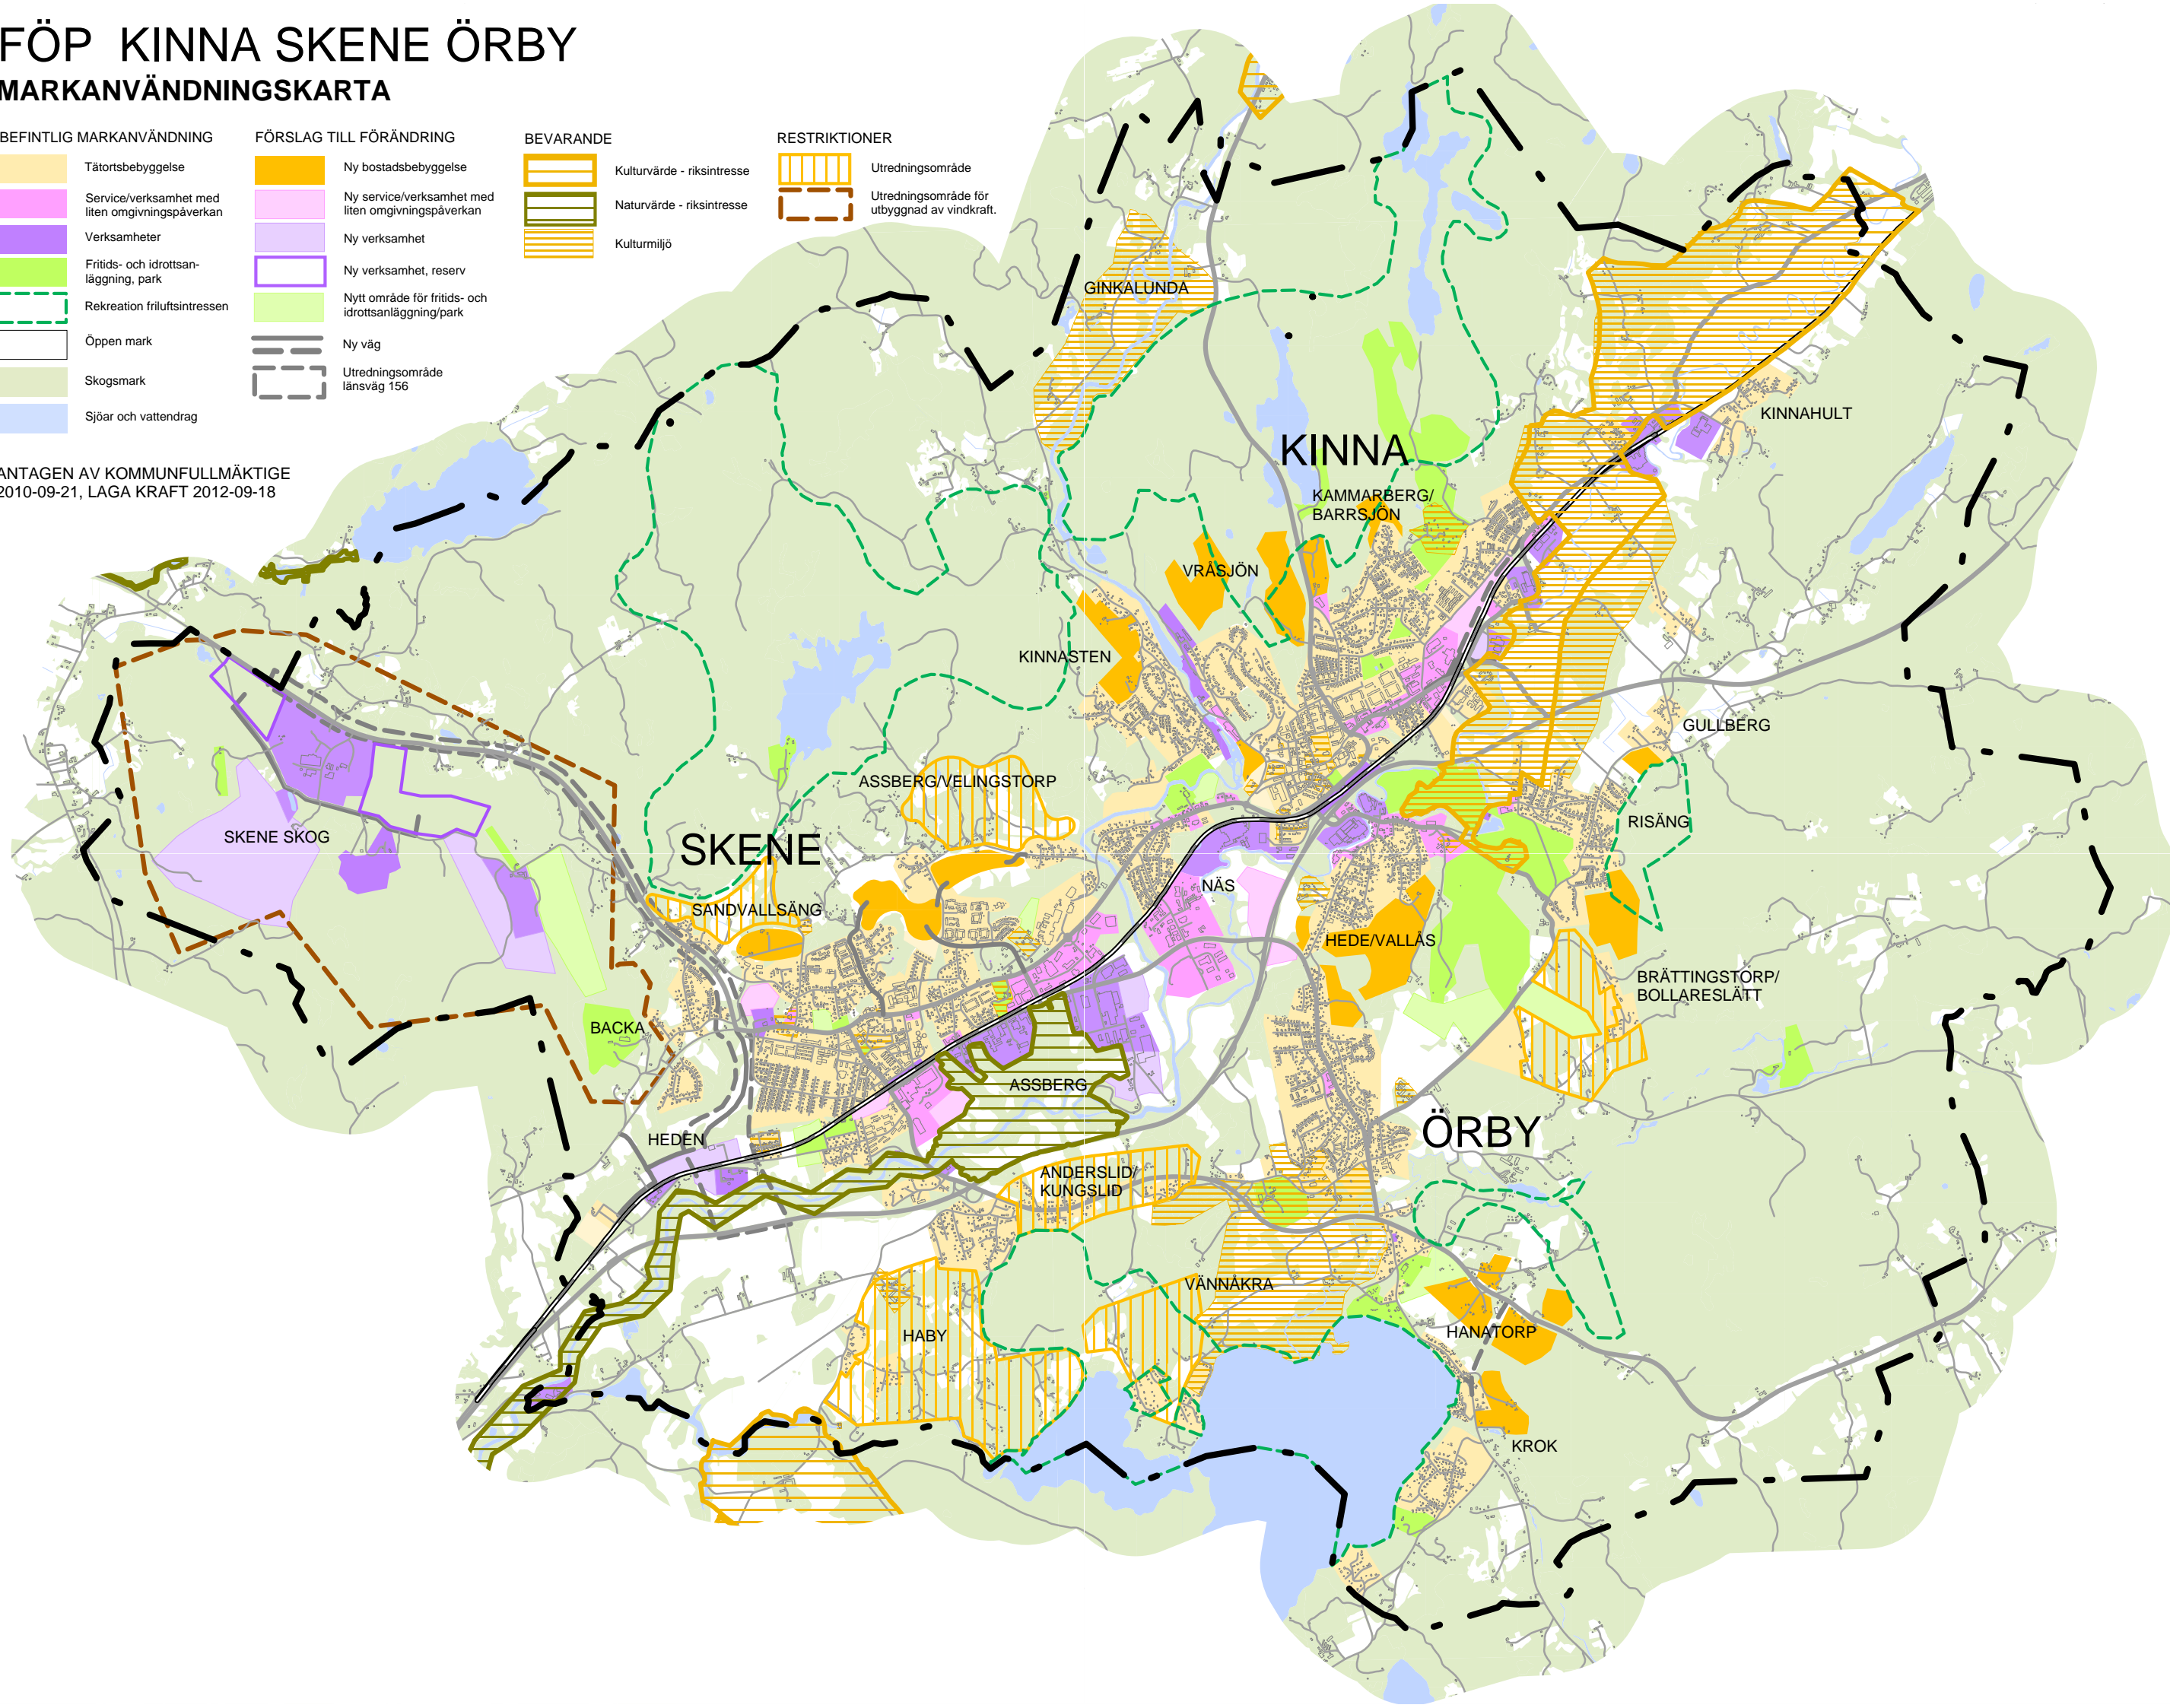 FÖP KINNA SKENE ÖRBY
MARKANVÄNDNINGSKARTA
BEFINTLIG MARKANVÄNDNING
Tätortsbebyggelse
Service/verksamhet med
liten omgivningspåverkan
Verksamheter
Fritids- och idrottsan-
läggning, park
Rekreation friluftsintressen
Öppen mark
Skogsmark
Sjöar och vattendrag
FÖRSLAG TILL FÖRÄNDRING
Ny bostadsbebyggelse
Ny service/verksamhet med
liten omgivningspåverkan
Ny verksamhet
Ny verksamhet, reserv
Nytt område för fritids- och
idrottsanläggning/park
Ny väg
Utredningsområde
länsväg 156
BEVARANDE
Kulturvärde - riksintresse
Naturvärde - riksintresse
Kulturmiljö
RESTRIKTIONER
Utredningsområde
Utredningsområde för
utbyggnad av vindkraft.
ANTAGEN AV KOMMUNFULLMÄKTIGE
2010-09-21, LAGA KRAFT 2012-09-18
GINKALUNDA
KINNAHULT
KINNA
KAMMARBERG/
BARRSJÖN
VRÅSJÖN
KINNASTEN
GULLBERG
ASSBERG/VELINGSTORP
RISÄNG
SKENE SKOG
SKENE
NÄS
SANDVALLSÄNG
HEDE/VALLÅS
BRÄTTINGSTORP/
BOLLARESLÄTT
BACKA
ASSBERG
HEDEN
ÖRBY
ANDERSLID/
KUNGSLID
VÄNNÅKRA
HABY
HANATORP
KROK